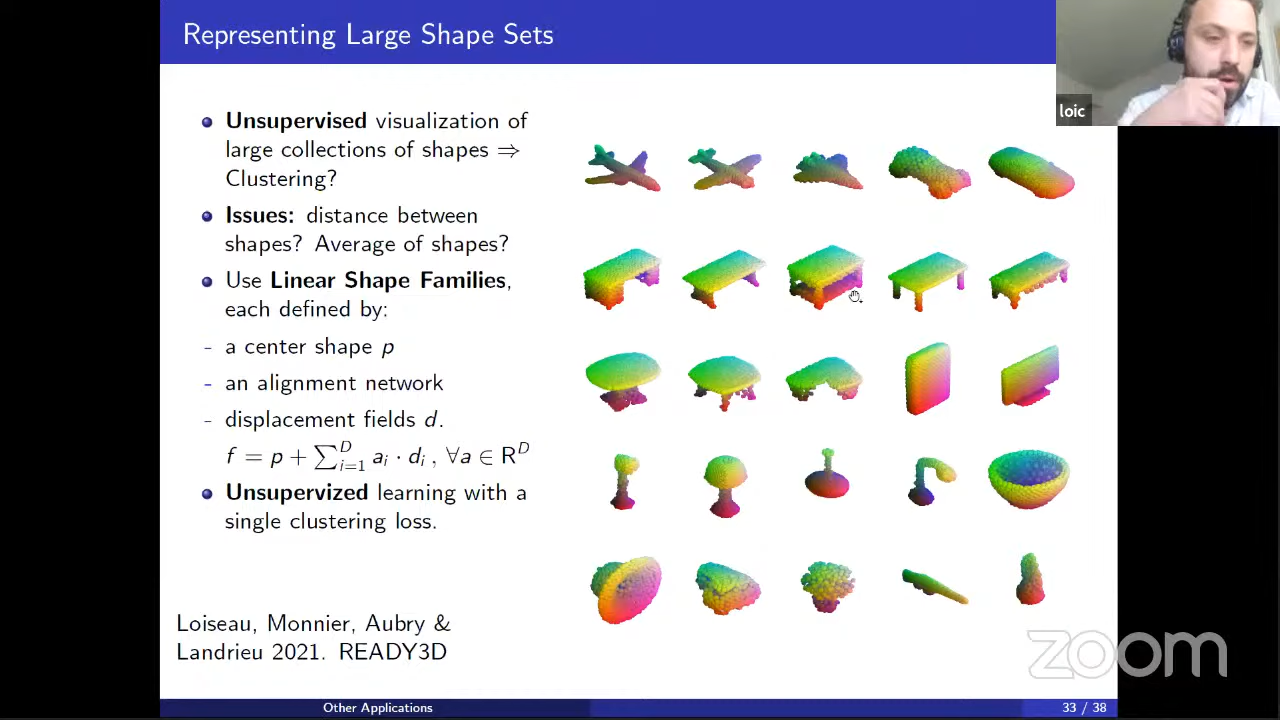 Representing Large Shape Sets
loic
Unsupervised visualization of
large collections of shapes ⇒
Clustering?
Issues: distance between
shapes? Average of shapes?
Use Linear Shape Families,
each defined by:
- a center shape p
- an alignment network
- displacement fields d.
f = p + ∑_{i=1}^{D} a_i · d_i , ∀a ∈ R^D
Unsupervized learning with a
single clustering loss.
Loiseau, Monnier, Aubry &
Landrieu 2021. READY3D
zoom
Other Applications
33 / 38